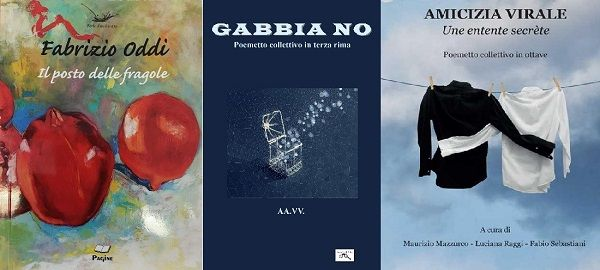 Fabrizio Oddi
Il posto delle fragole
Pagine
GABBIA NO
Poemetto collettivo in terza rima
AA.VV.
AMICIZIA VIRALE
Une entente secrète
Poemetto collettivo in ottave
A cura di
Maurizio Mazzurco - Luciana Raggi - Fabio Sebastiani